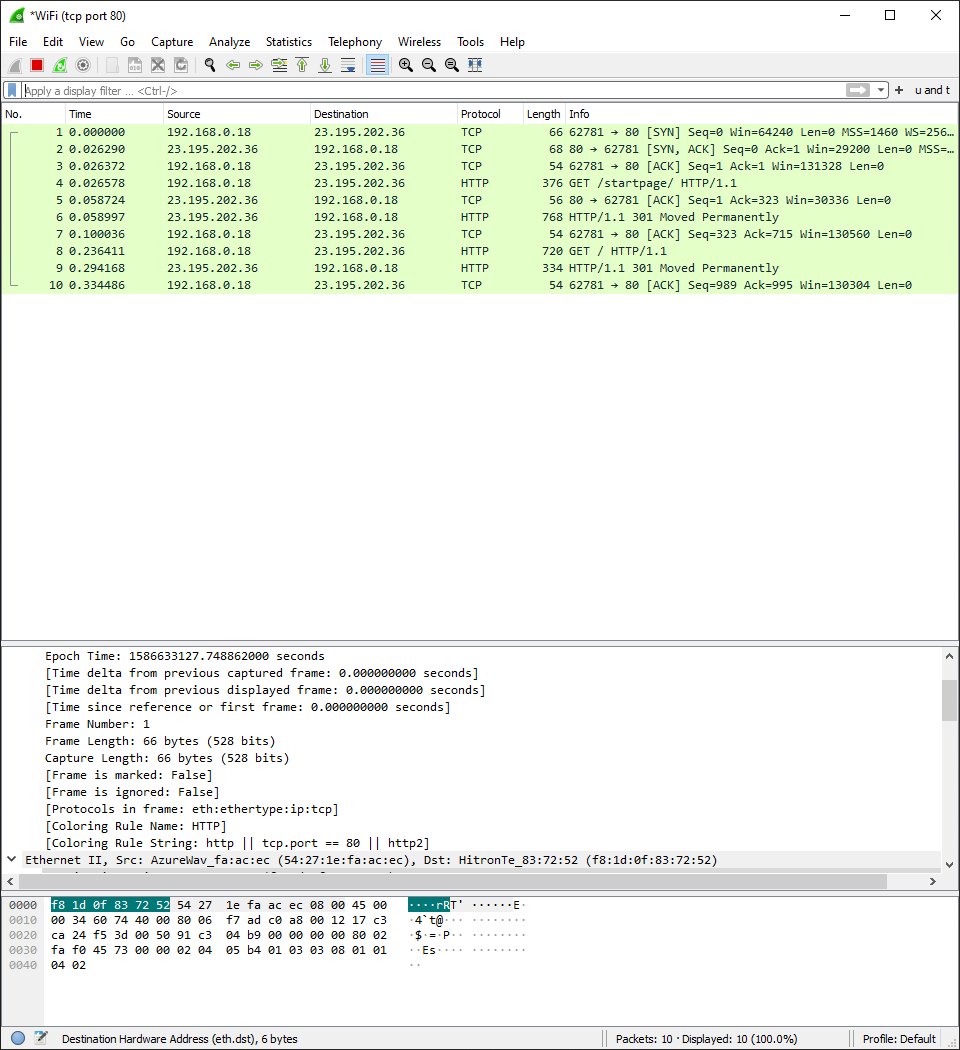 *WiFi (tcp port 80)
File Edit View Go Capture Analyze Statistics Telephony Wireless Tools Help
Apply a display filter ... <Ctrl-/> + u and t
No. Time Source Destination Protocol Length Info
1 0.000000 192.168.0.18 23.195.202.36 TCP 66 62781 → 80 [SYN] Seq=0 Win=64240 Len=0 MSS=1460 WS=256…
2 0.026290 23.195.202.36 192.168.0.18 TCP 68 80 → 62781 [SYN, ACK] Seq=0 Ack=1 Win=29200 Len=0 MSS=…
3 0.026372 192.168.0.18 23.195.202.36 TCP 54 62781 → 80 [ACK] Seq=1 Ack=1 Win=131328 Len=0
4 0.026578 192.168.0.18 23.195.202.36 HTTP 376 GET /startpage/ HTTP/1.1
5 0.058724 23.195.202.36 192.168.0.18 TCP 56 80 → 62781 [ACK] Seq=1 Ack=323 Win=30336 Len=0
6 0.058997 23.195.202.36 192.168.0.18 HTTP 768 HTTP/1.1 301 Moved Permanently
7 0.100036 192.168.0.18 23.195.202.36 TCP 54 62781 → 80 [ACK] Seq=323 Ack=715 Win=130560 Len=0
8 0.236411 192.168.0.18 23.195.202.36 HTTP 720 GET / HTTP/1.1
9 0.294168 23.195.202.36 192.168.0.18 HTTP 334 HTTP/1.1 301 Moved Permanently
10 0.334486 192.168.0.18 23.195.202.36 TCP 54 62781 → 80 [ACK] Seq=989 Ack=995 Win=130304 Len=0
Epoch Time: 1586633127.748862000 seconds
[Time delta from previous captured frame: 0.000000000 seconds]
[Time delta from previous displayed frame: 0.000000000 seconds]
[Time since reference or first frame: 0.000000000 seconds]
Frame Number: 1
Frame Length: 66 bytes (528 bits)
Capture Length: 66 bytes (528 bits)
[Frame is marked: False]
[Frame is ignored: False]
[Protocols in frame: eth:ethertype:ip:tcp]
[Coloring Rule Name: HTTP]
[Coloring Rule String: http || tcp.port == 80 || http2]
Ethernet II, Src: AzureWav_fa:ac:ec (54:27:1e:fa:ac:ec), Dst: HitronTe_83:72:52 (f8:1d:0f:83:72:52)
0000 f8 1d 0f 83 72 52 54 27 1e fa ac ec 08 00 45 00 ····rRT' ······E·
0010 00 34 60 74 40 00 80 06 f7 ad c0 a8 00 12 17 c3 ·4`t@··· ········
0020 ca 24 f5 3d 00 50 91 c3 04 b9 00 00 00 00 80 02 ·$·=·P·· ········
0030 fa f0 45 73 00 00 02 04 05 b4 01 03 03 08 01 01 ··Es···· ········
0040 04 02 ··
Destination Hardware Address (eth.dst), 6 bytes Packets: 10 · Displayed: 10 (100.0%) Profile: Default